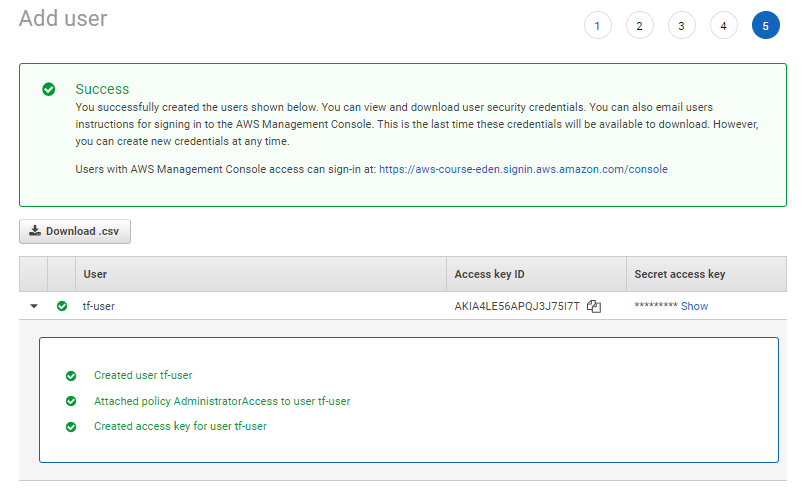 Add user
1 2 3 4 5
Success
You successfully created the users shown below. You can view and download user security credentials. You can also email users
instructions for signing in to the AWS Management Console. This is the last time these credentials will be available to download. However,
you can create new credentials at any time.
Users with AWS Management Console access can sign-in at: https://aws-course-eden.signin.aws.amazon.com/console
Download .csv
User Access key ID Secret access key
tf-user AKIA4LE56APQJ3J75I7T ********* Show
Created user tf-user
Attached policy AdministratorAccess to user tf-user
Created access key for user tf-user